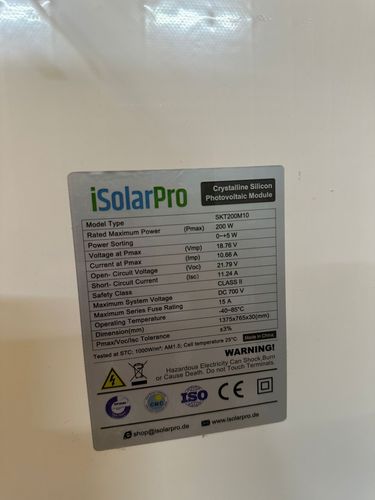 iSolarPro
Crystalline Silicon
Photovoltaic Module
Model Type SKT200M10
Rated Maximum Power (Pmax) 200 W
Power Sorting 0~+5 W
Voltage at Pmax (Vmp) 18.76 V
Current at Pmax (Imp) 10.66 A
Open- Circuit Voltage (Voc) 21.79 V
Short- Circuit Current (Isc) 11.24 A
Safety Class CLASS II
Maximum System Voltage DC 700 V
Maximum Series Fuse Rating 15 A
Operating Temperature -40~85°C
Dimension(mm) 1375x765x30(mm)
Pmax/Voc/Isc Tolerance ±3%
Tested at STC: 1000W/m², AM1.5; Cell temperature 25°C
Made in China
WARNING!
Hazardous Electricity Can Shock,Burn
or Cause Death. Do not Touch Terminals.
ISO
CE
shop@isolarpro.de
www.isolarpro.de